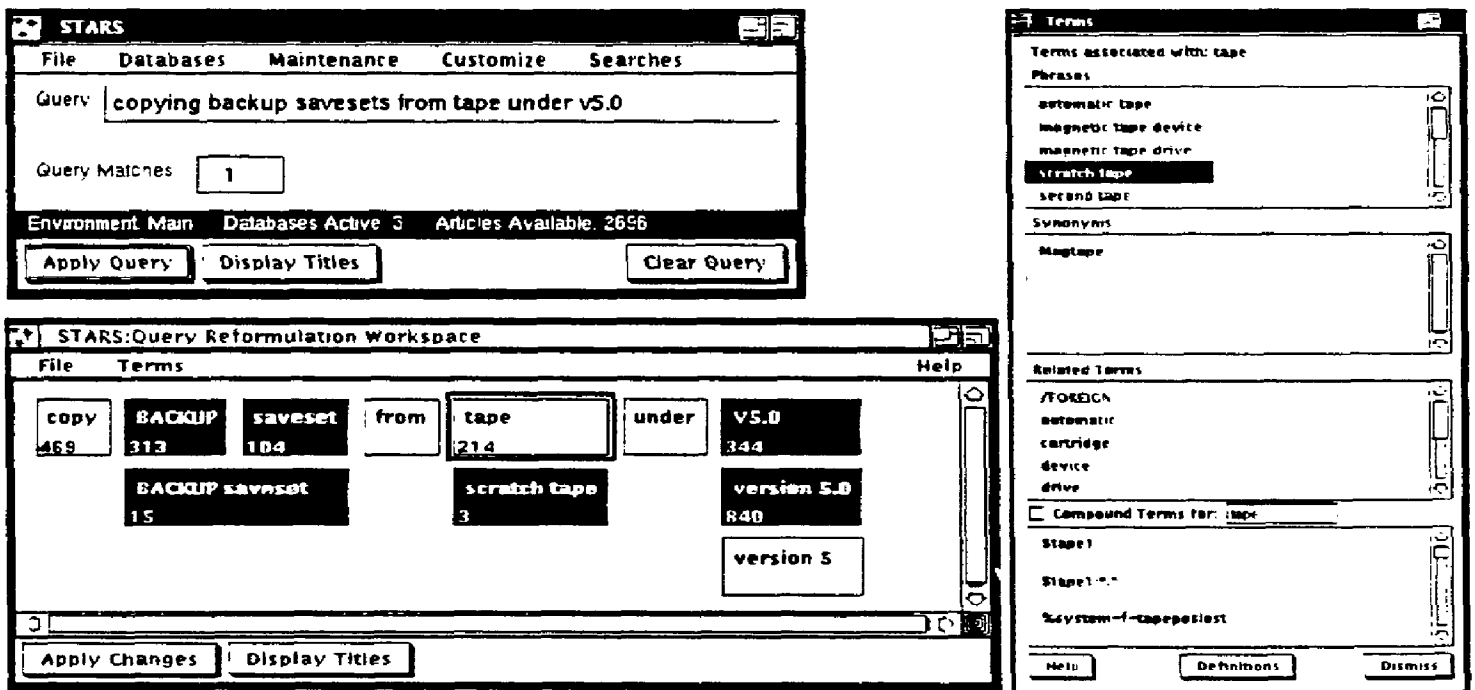 STARS
File Databases Maintenance Customize Searches
Query copying backup savesets from tape under v5.0
Query Matches 1
Environment. Main Databases Active 3 Articles Available. 2696
Apply Query Display Titles Clear Query
STARS:Query Reformulation Workspace
File Terms Help
copy BACKUP saveset from tape under V5.0
469 313 104 214 344
BACKUP saveset scratch tape version 5.0
15 3 840
version 5
Apply Changes Display Titles
Terms
Terms associated with: tape
Phrases
automatic tape
magnetic tape device
magnetic tape drive
scratch tape
second tape
Synonyms
Magtape
Related Terms
/FOREIGN
automatic
cartridge
device
drive
Compound Terms for: tape
$tape1
$tape1:*.*
%system-f-tapeposlost
Help Definitions Dismiss